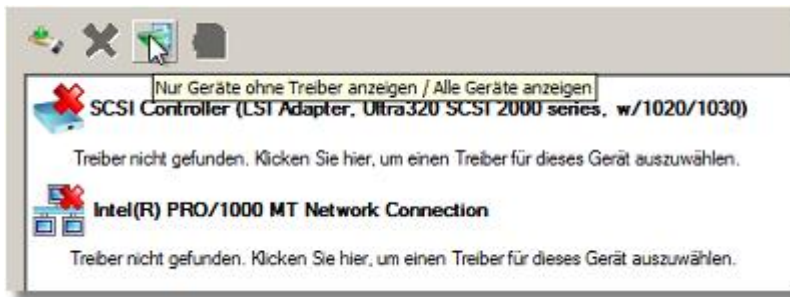 Nur Geräte ohne Treiber anzeigen / Alle Geräte anzeigen
SCSI Controller (LSI Adapter, Ultra320 SCSI 2000 series, w/1020/1030)
Treiber nicht gefunden. Klicken Sie hier, um einen Treiber für dieses Gerät auszuwählen.
Intel(R) PRO/1000 MT Network Connection
Treiber nicht gefunden. Klicken Sie hier, um einen Treiber für dieses Gerät auszuwählen.